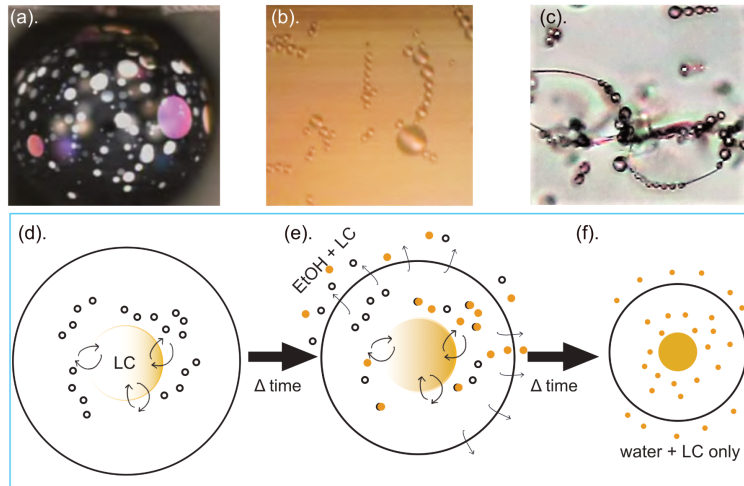 (a).
(b).
(c).
(d).
(e).
(f).
EtOH + LC
LC
Δ time
Δ time
water + LC only